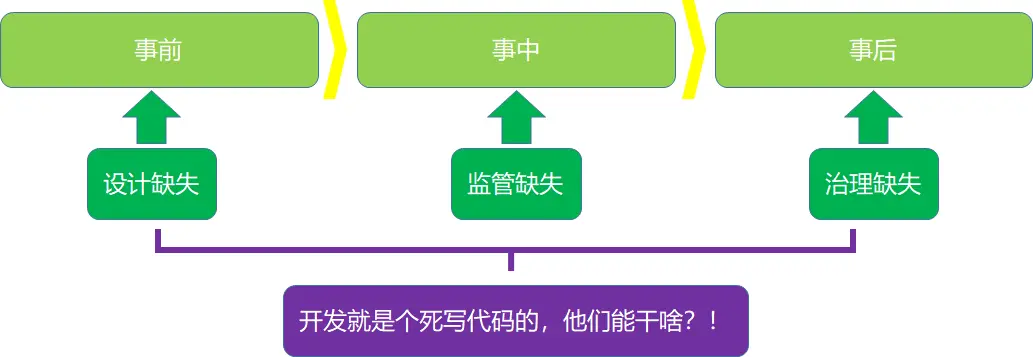 事前
事中
事后
设计缺失
监管缺失
治理缺失
开发就是个死写代码的，他们能干啥？！